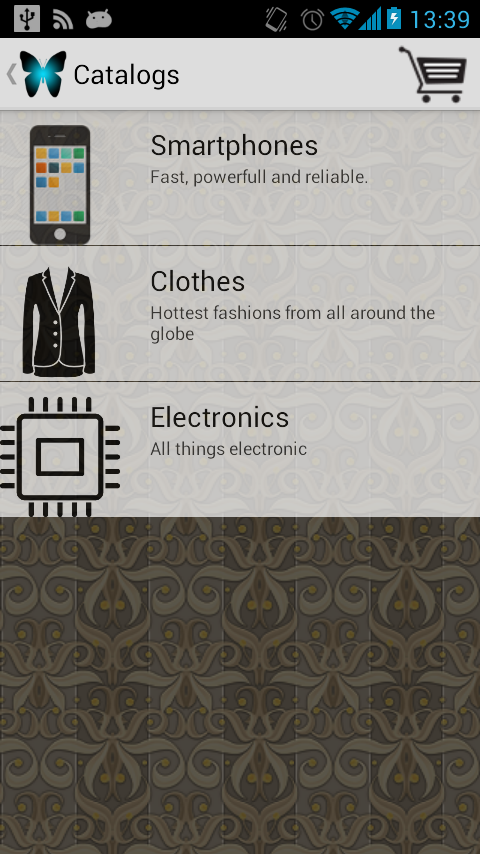 13:39
Catalogs
Smartphones
Fast, powerfull and reliable.
Clothes
Hottest fashions from all around the
globe
Electronics
All things electronic